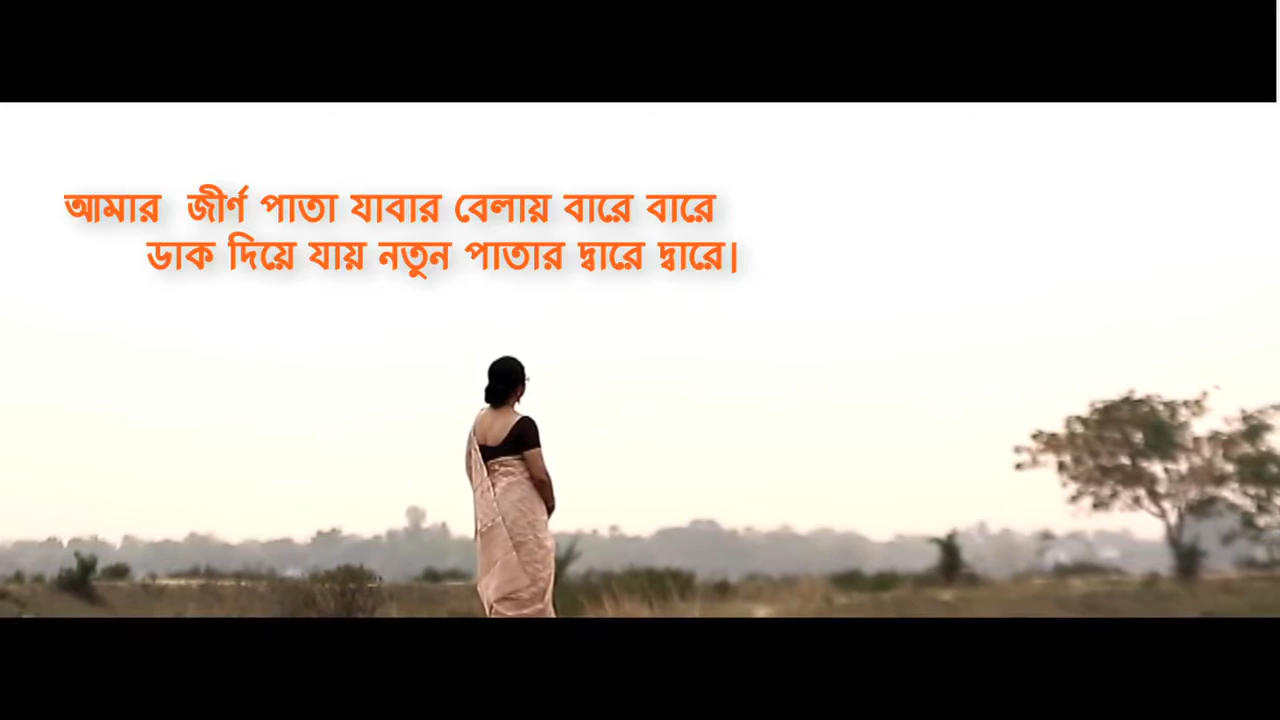 আমার জীর্ণ পাতা যাবার বেলায় বারে বারে
ডাক দিয়ে যায় নতুন পাতার দ্বারে দ্বারে।